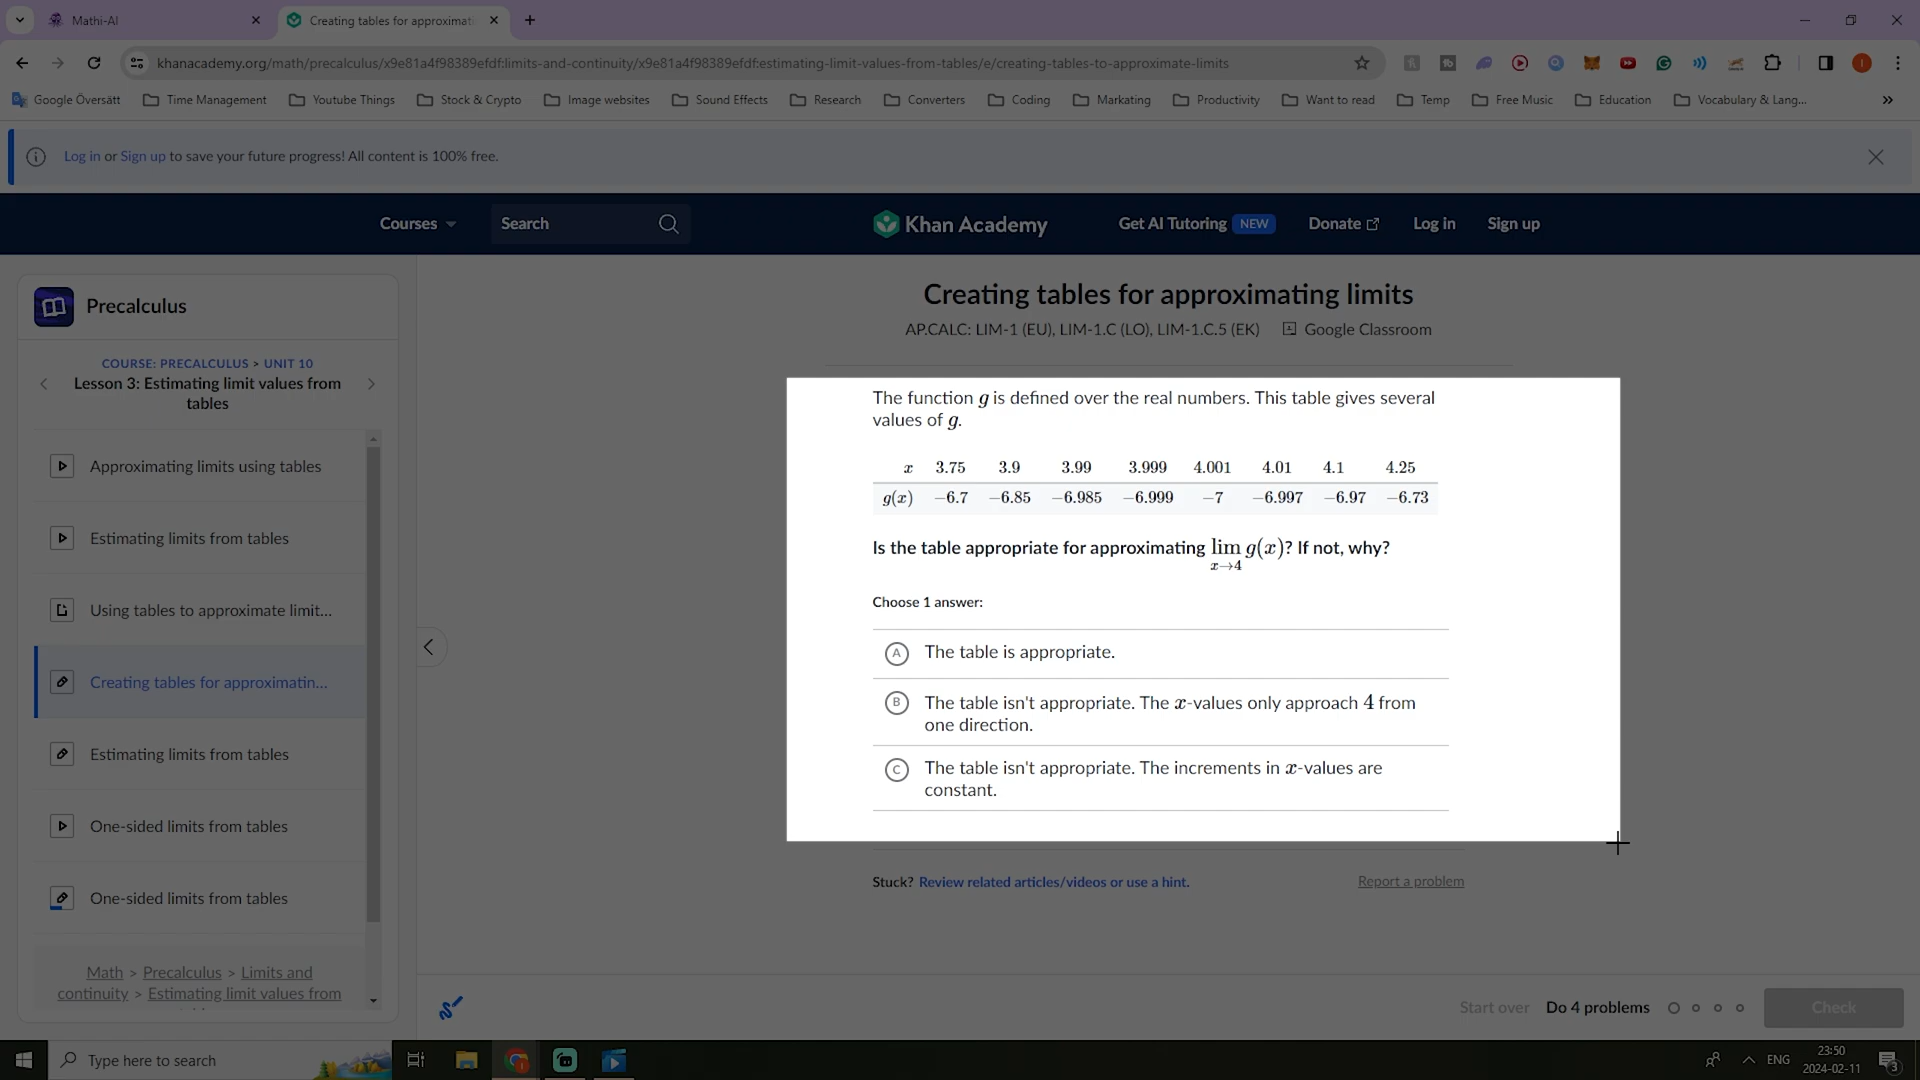 Mathi-AI
Creating tables for approximati
khanacademy.org/math/precalculus/x9e81a4f98389efdf:limits-and-continuity/x9e81a4f98389efdf:estimating-limit-values-from-tables/e/creating-tables-to-approximate-limits
Google Översätt Time Management Youtube Things Stock & Crypto Image websites Sound Effects Research Converters Coding Markating Productivity Want to read Temp Free Music Education Vocabulary & Lang...
Log in or Sign up to save your future progress! All content is 100% free.
Courses Search Khan Academy Get AI Tutoring NEW Donate Log in Sign up
Precalculus
COURSE: PRECALCULUS > UNIT 10
Lesson 3: Estimating limit values from
tables
Approximating limits using tables
Estimating limits from tables
Using tables to approximate limit...
Creating tables for approximatin...
Estimating limits from tables
One-sided limits from tables
One-sided limits from tables
Math > Precalculus > Limits and
continuity > Estimating limit values from
Creating tables for approximating limits
AP.CALC: LIM-1 (EU), LIM-1.C (LO), LIM-1.C.5 (EK) Google Classroom
The function g is defined over the real numbers. This table gives several
values of g.
x 3.75 3.9 3.99 3.999 4.001 4.01 4.1 4.25
g(x) −6.7 −6.85 −6.985 −6.999 −7 −6.997 −6.97 −6.73
Is the table appropriate for approximating lim g(x)? If not, why?
x→4
Choose 1 answer:
A The table is appropriate.
B The table isn't appropriate. The x-values only approach 4 from
one direction.
C The table isn't appropriate. The increments in x-values are
constant.
Stuck? Review related articles/videos or use a hint. Report a problem
Start over Do 4 problems Check
Type here to search
ENG
23:50
2024-02-11
3